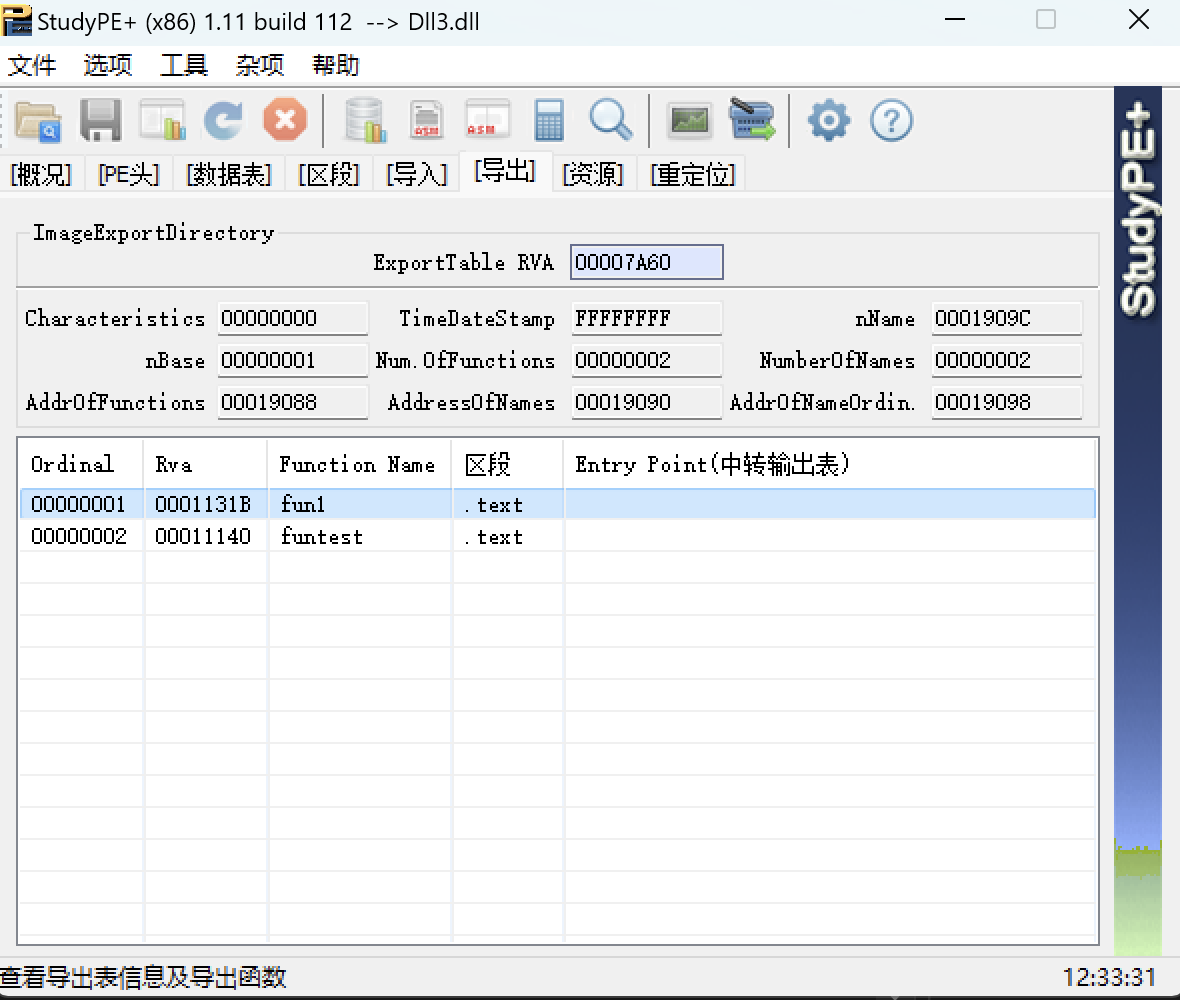 StudyPE+ (x86) 1.11 build 112 --> Dll3.dll
文件 选项 工具 杂项 帮助
ASM ASM
[概况] [PE头] [数据表] [区段] [导入] [导出] [资源] [重定位]
ImageExportDirectory
ExportTable RVA 00007A60
Characteristics 00000000 TimeDateStamp FFFFFFFF nName 0001909C
nBase 00000001 Num.OfFunctions 00000002 NumberOfNames 00000002
AddrOfFunctions 00019088 AddressOfNames 00019090 AddrOfNameOrdin. 00019098
Ordinal Rva Function Name 区段 Entry Point(中转输出表)
00000001 0001131B fun1 .text
00000002 00011140 funtest .text
StudyPE+
查看导出表信息及导出函数 12:33:31